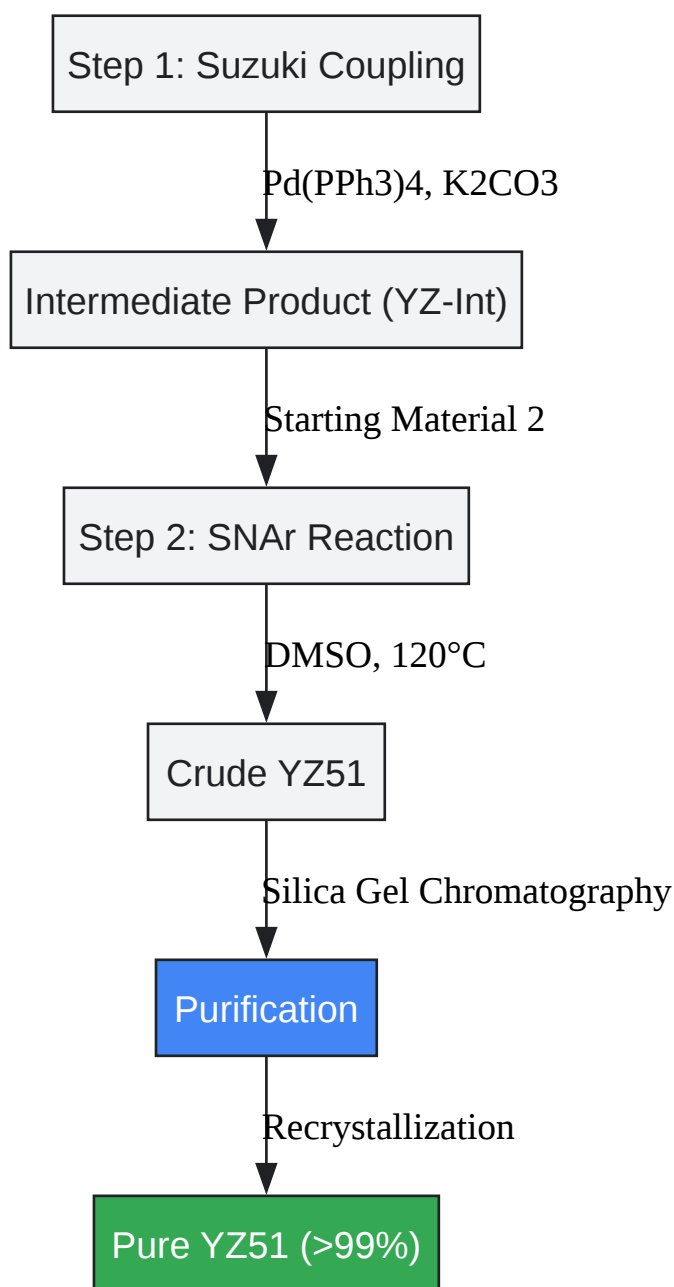 Step 1: Suzuki Coupling
Pd(PPh3)4, K2CO3
Intermediate Product (YZ-Int)
Starting Material 2
Step 2: SNAr Reaction
DMSO, 120°C
Crude YZ51
Silica Gel Chromatography
Purification
Recrystallization
Pure YZ51 (>99%)